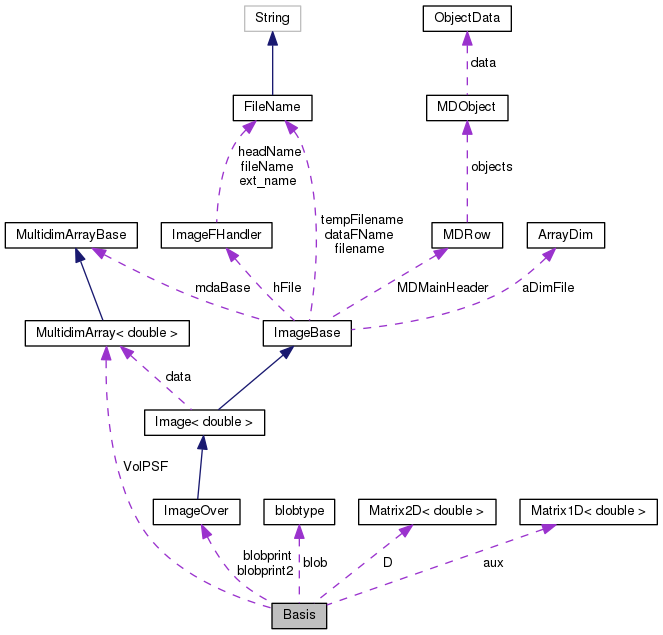 String
ObjectData
data
FileName
MDObject
headName
fileName
ext_name
objects
tempFilename
dataFName
filename
MultidimArrayBase
ImageFHandler
MDRow
ArrayDim
mdaBase
hFile
MDMainHeader
aDimFile
MultidimArray< double >
ImageBase
data
Image< double >
VolPSF
ImageOver
blobtype
Matrix2D< double >
Matrix1D< double >
blobprint
blobprint2
blob
D
aux
Basis